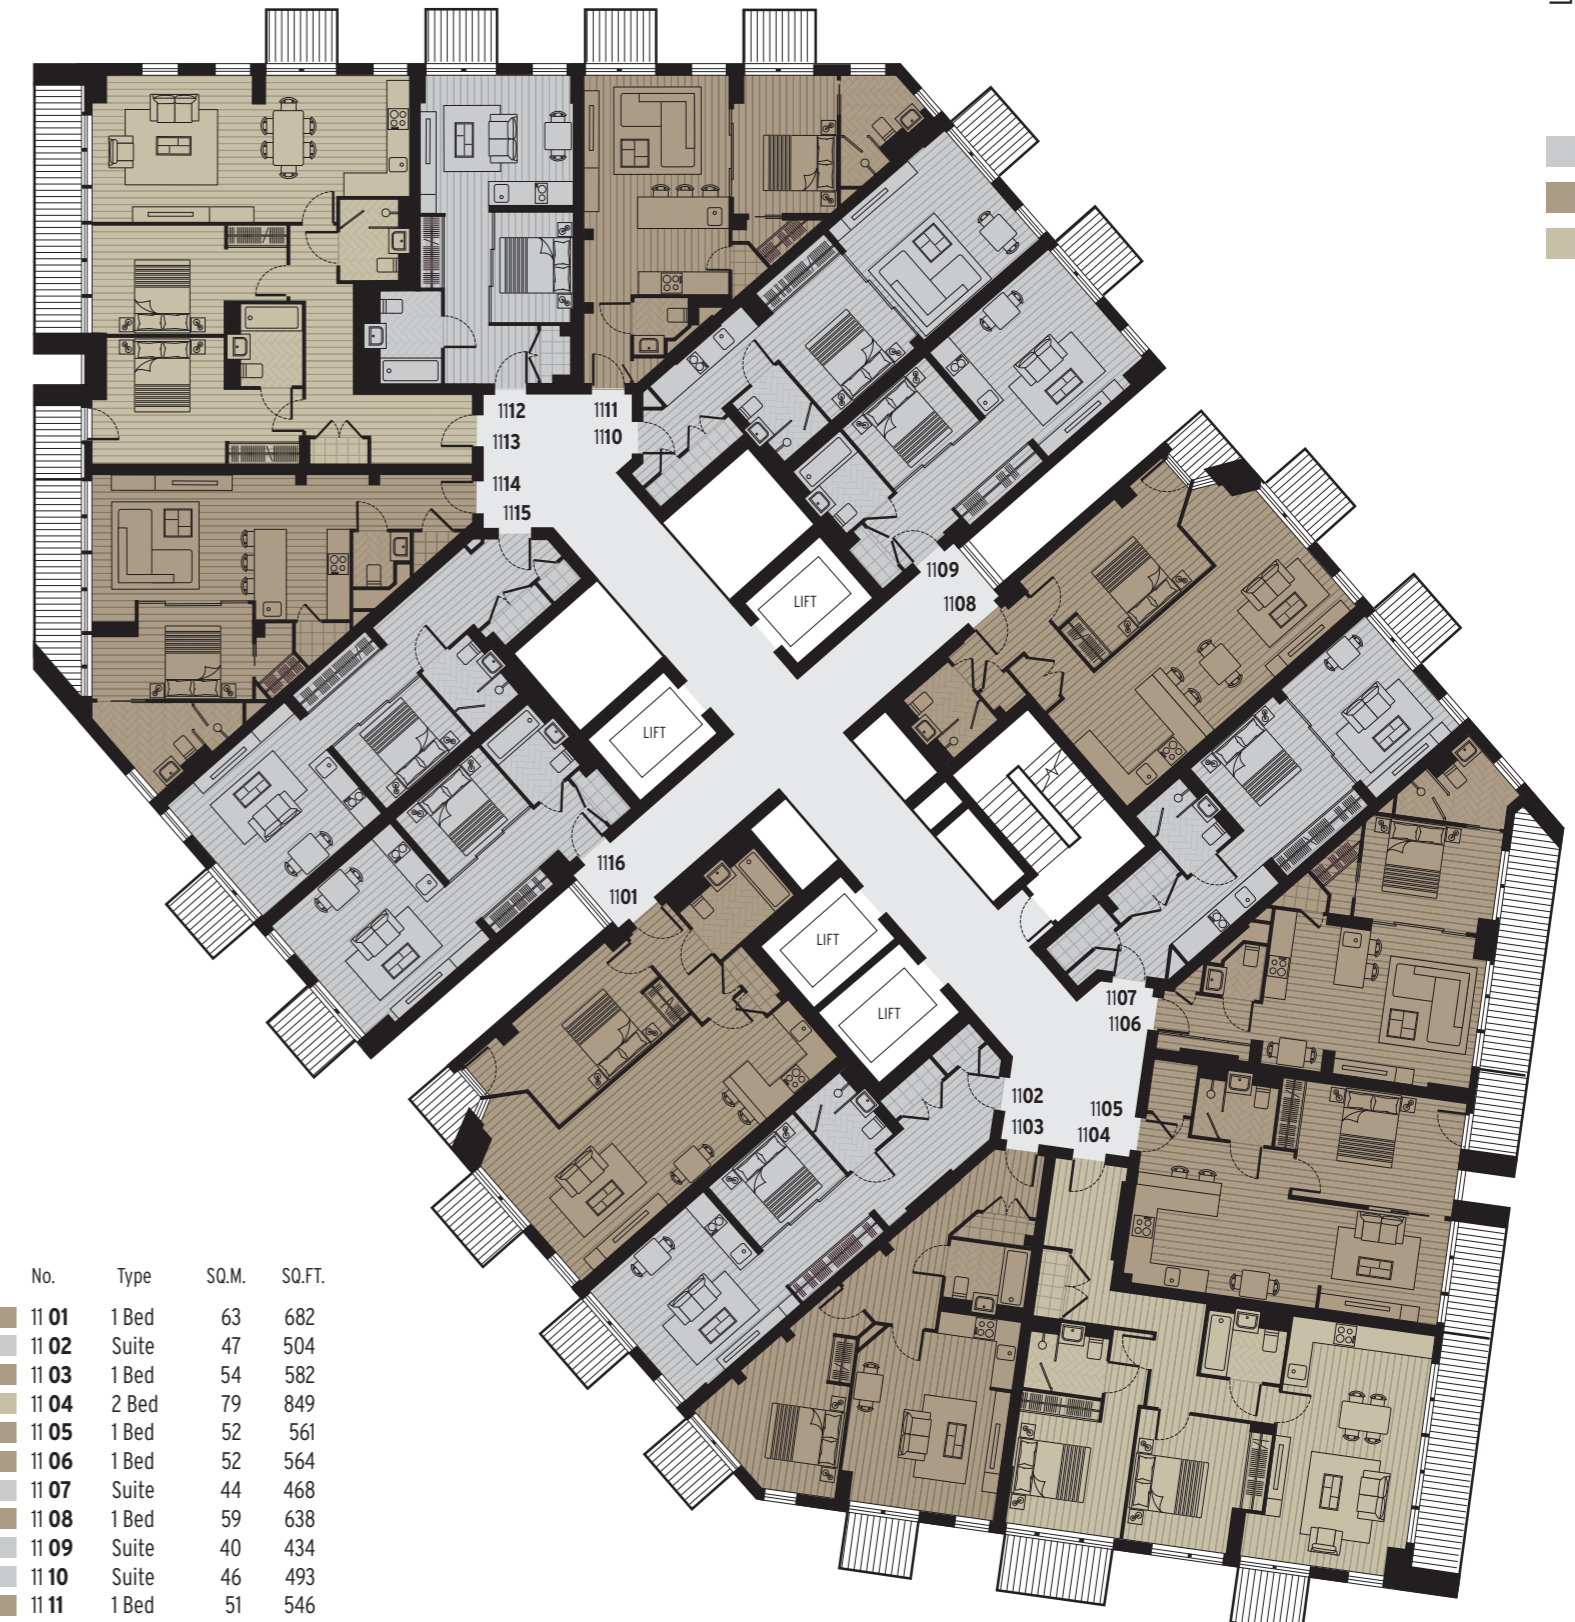 1112
1111
1113
1110
1114
1115
1109
1108
LIFT
LIFT
1116
1101
LIFT
LIFT
1107
1106
1102
1105
1103
1104
No. Type SQ.M. SQ.FT.
11 01 1 Bed 63 682
11 02 Suite 47 504
11 03 1 Bed 54 582
11 04 2 Bed 79 849
11 05 1 Bed 52 561
11 06 1 Bed 52 564
11 07 Suite 44 468
11 08 1 Bed 59 638
11 09 Suite 40 434
11 10 Suite 46 493
11 11 1 Bed 51 546